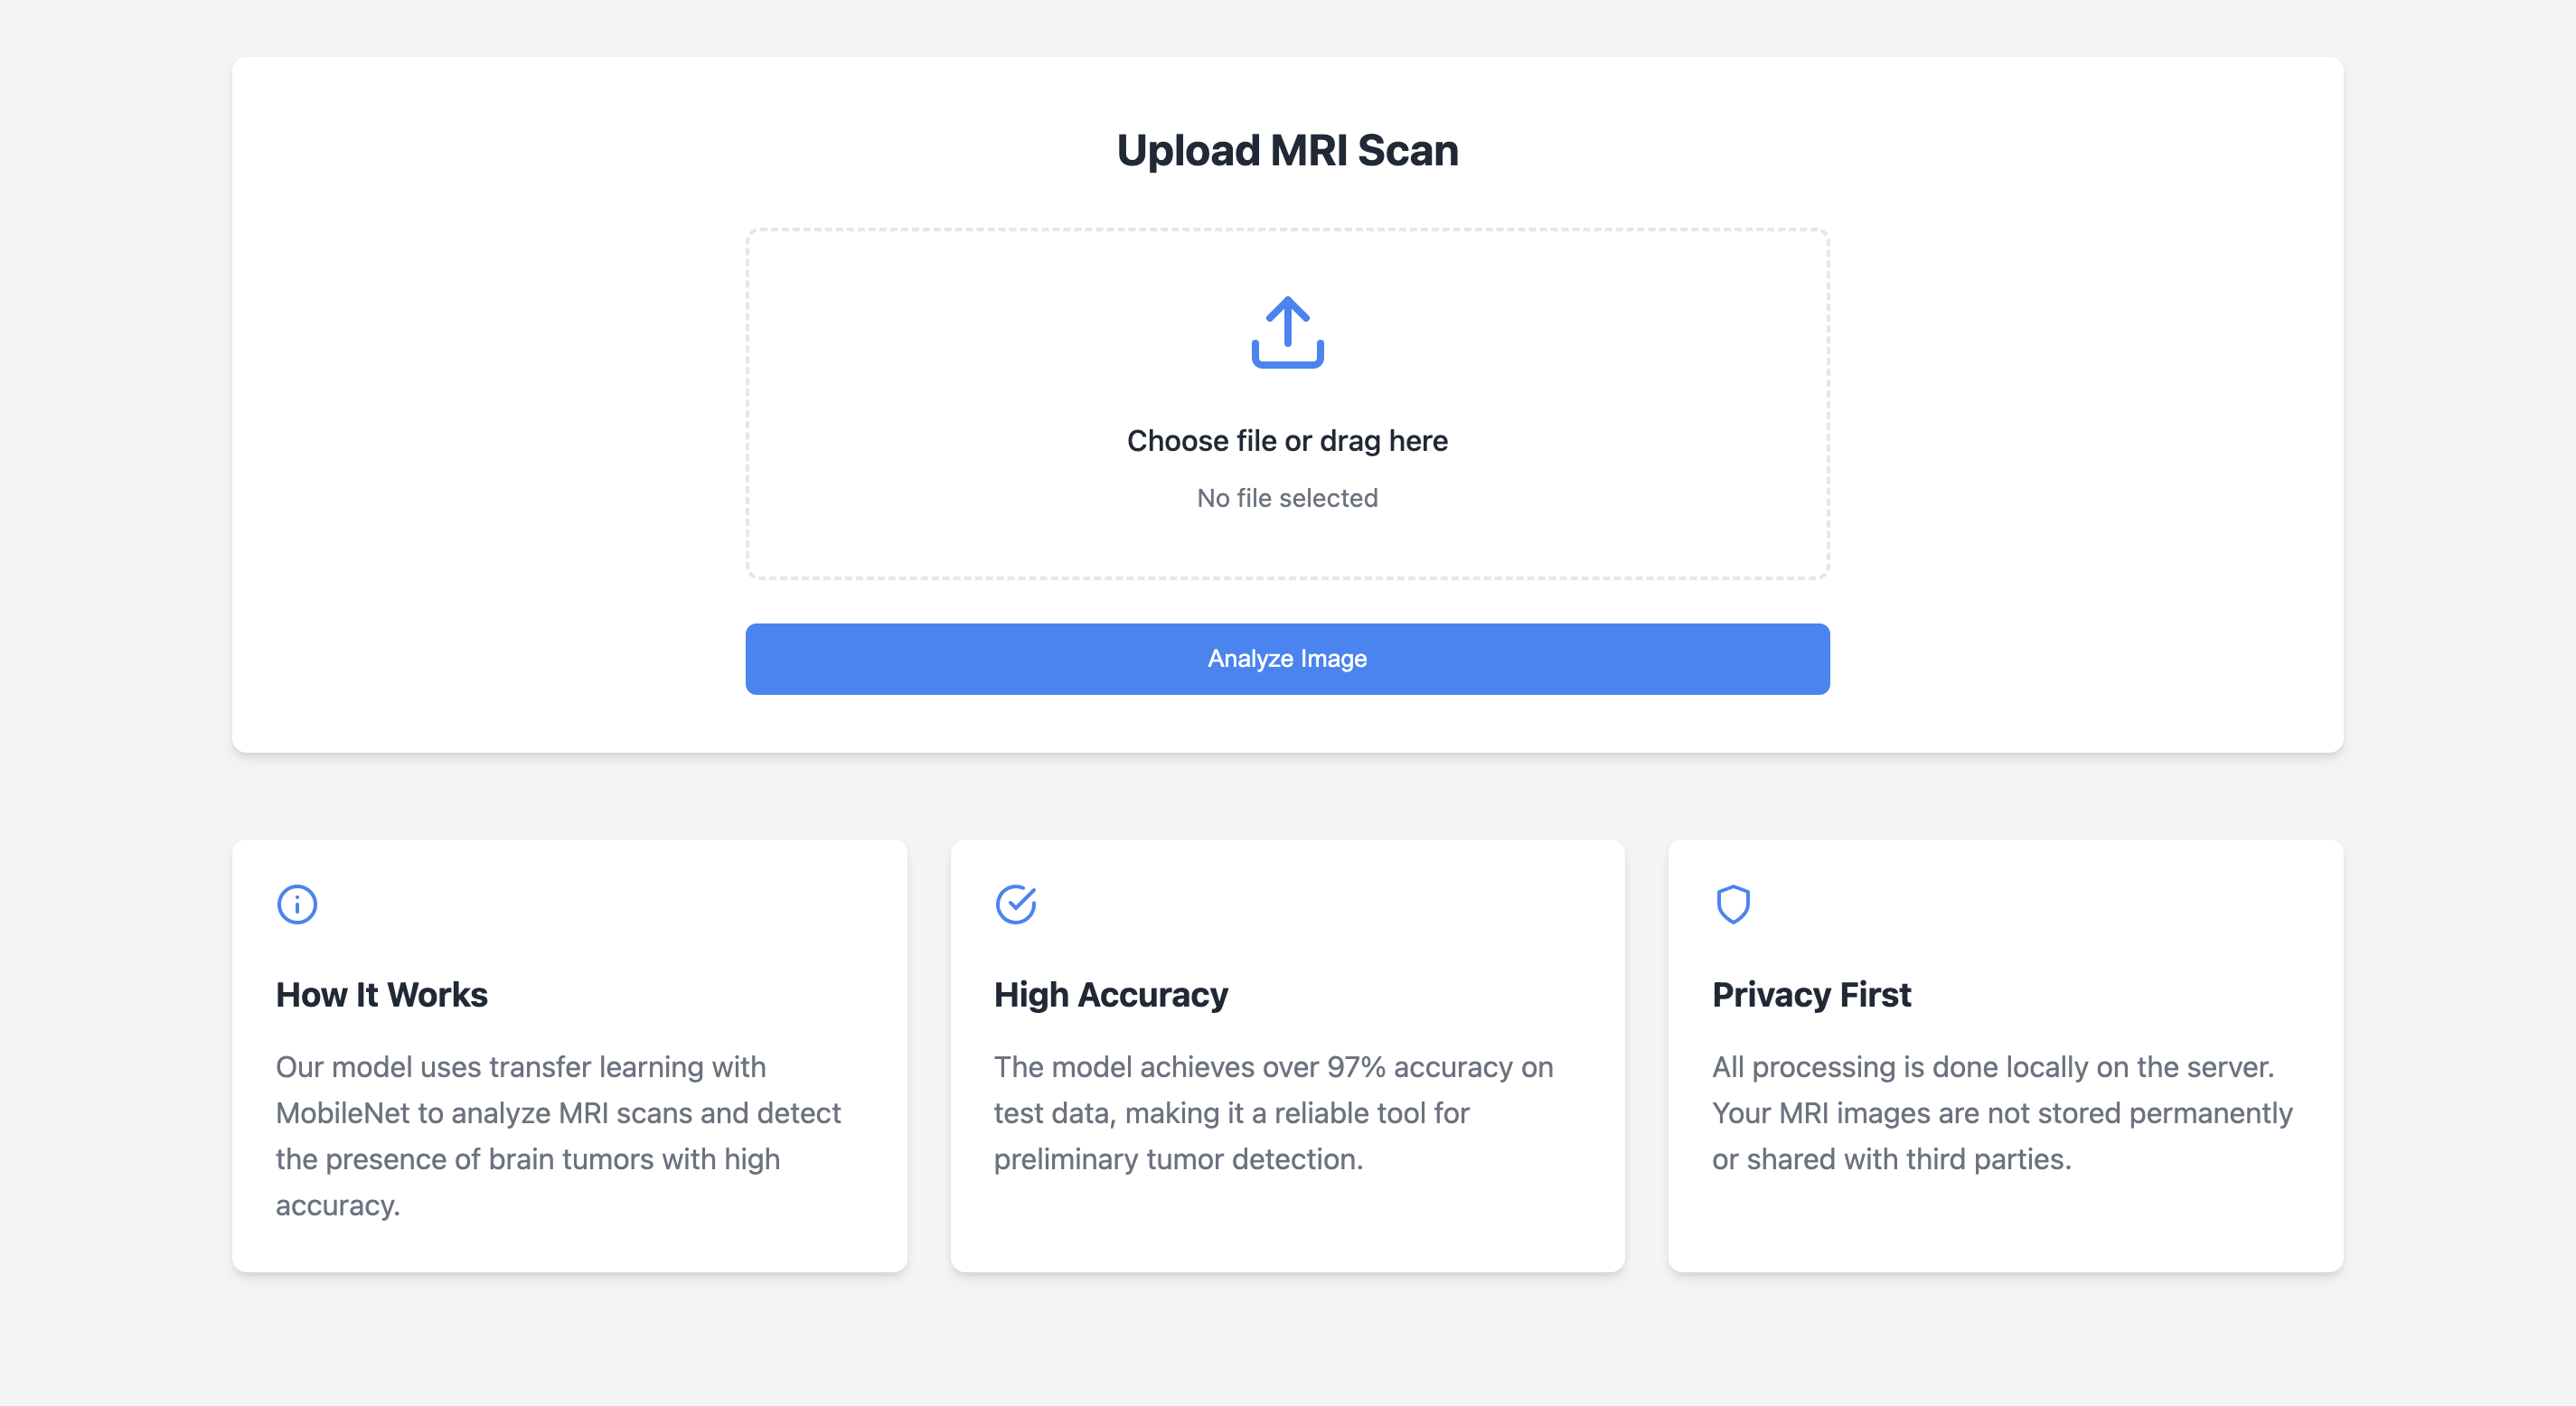 Upload MRI Scan
Choose file or drag here
No file selected
Analyze Image
How It Works
Our model uses transfer learning with
MobileNet to analyze MRI scans and detect
the presence of brain tumors with high
accuracy.
High Accuracy
The model achieves over 97% accuracy on
test data, making it a reliable tool for
preliminary tumor detection.
Privacy First
All processing is done locally on the server.
Your MRI images are not stored permanently
or shared with third parties.